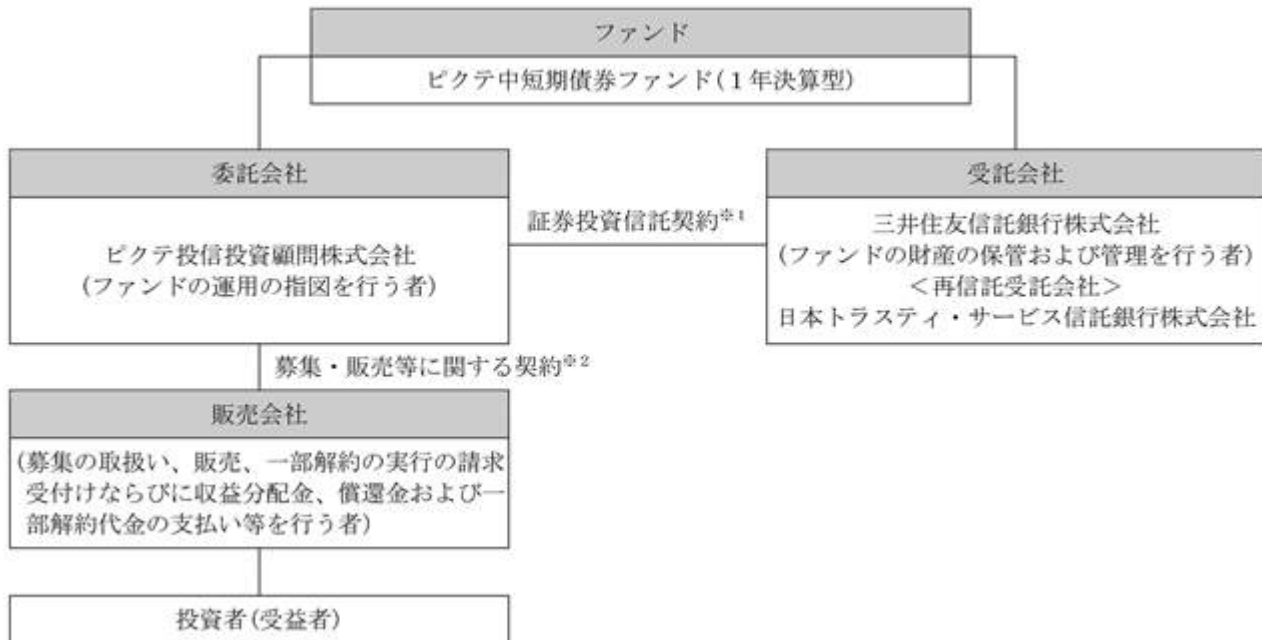 ファンド
ピクテ中短期債券ファンド(１年決算型)
委託会社
ピクテ投信投資顧問株式会社
(ファンドの運用の指図を行う者)
証券投資信託契約※1
受託会社
三井住友信託銀行株式会社
(ファンドの財産の保管および管理を行う者)
＜再信託受託会社＞
日本トラスティ・サービス信託銀行株式会社
募集・販売等に関する契約※2
販売会社
(募集の取扱い、販売、一部解約の実行の請求
受付けならびに収益分配金、償還金および一
部解約代金の支払い等を行う者)
投資者(受益者)